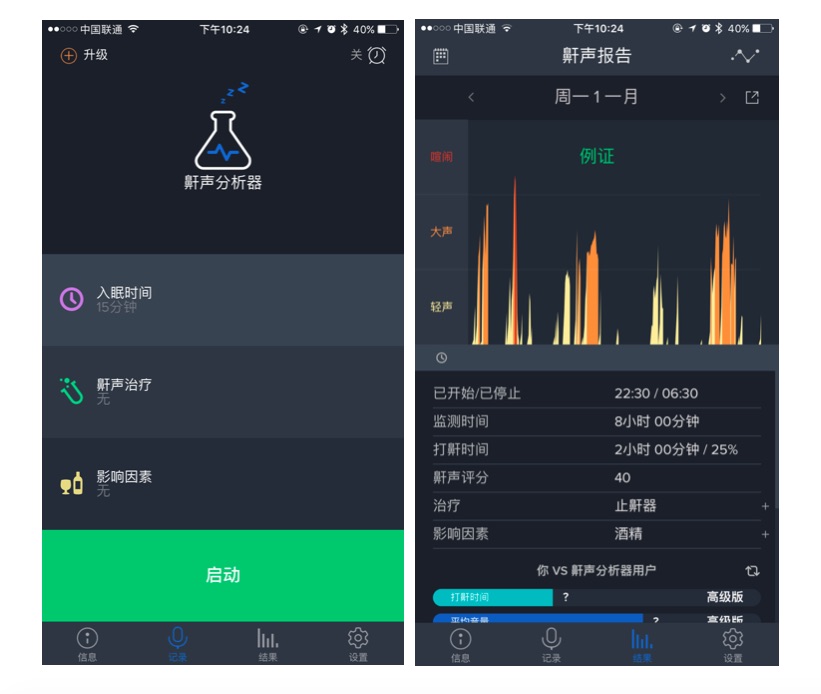 中国联通
下午10:24
40%
升级
关
z z Z
鼾声分析器
入眠时间
15分钟
鼾声治疗
无
影响因素
无
启动
信息
记录
结果
设置
中国联通
下午10:24
40%
鼾声报告
周一 1 一月
喧闹
例证
大声
轻声
已开始/已停止 22:30 / 06:30
监测时间 8小时 00分钟
打鼾时间 2小时 00分钟 / 25%
鼾声评分 40
治疗 止鼾器 +
影响因素 酒精 +
你 VS 鼾声分析器用户
打鼾时间 ? 高级版
平均音量 ? 高级版
信息
记录
结果
设置